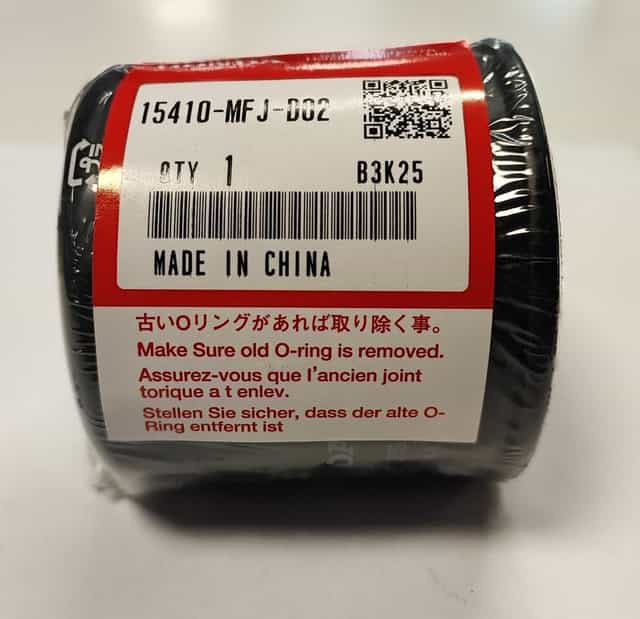 15410-MFJ-D02
QTY 1
B3K25
MADE IN CHINA
古いOリングがあれば取り除く事。
Make Sure old O-ring is removed.
Assurez-vous que l'ancien joint
torique a t enlev.
Stellen Sie sicher, dass der alte O-
Ring entfernt ist